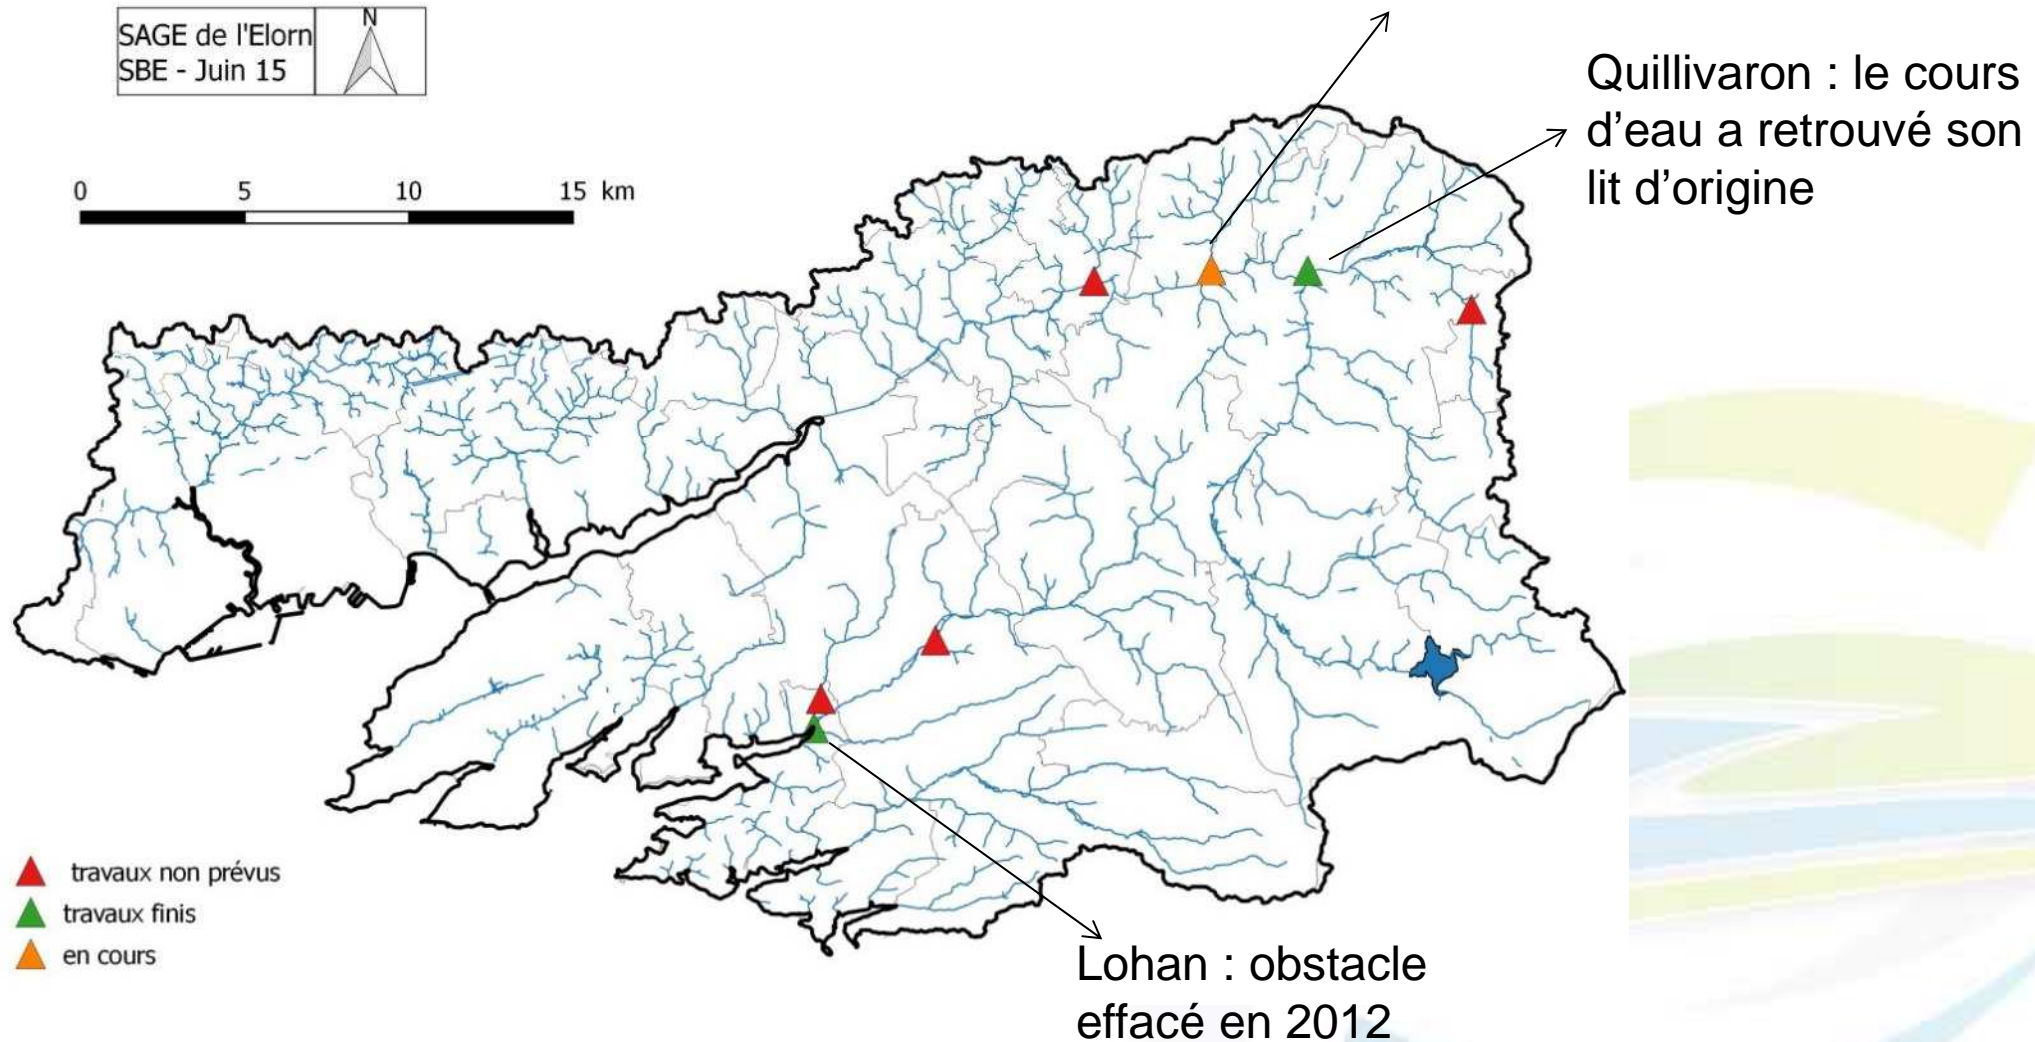 SAGE de l'Elorn
SBE - Juin 15
N
0 5 10 15 km
Quillivaron : le cours
d’eau a retrouvé son
lit d’origine
travaux non prévus
travaux finis
en cours
Lohan : obstacle
effacé en 2012